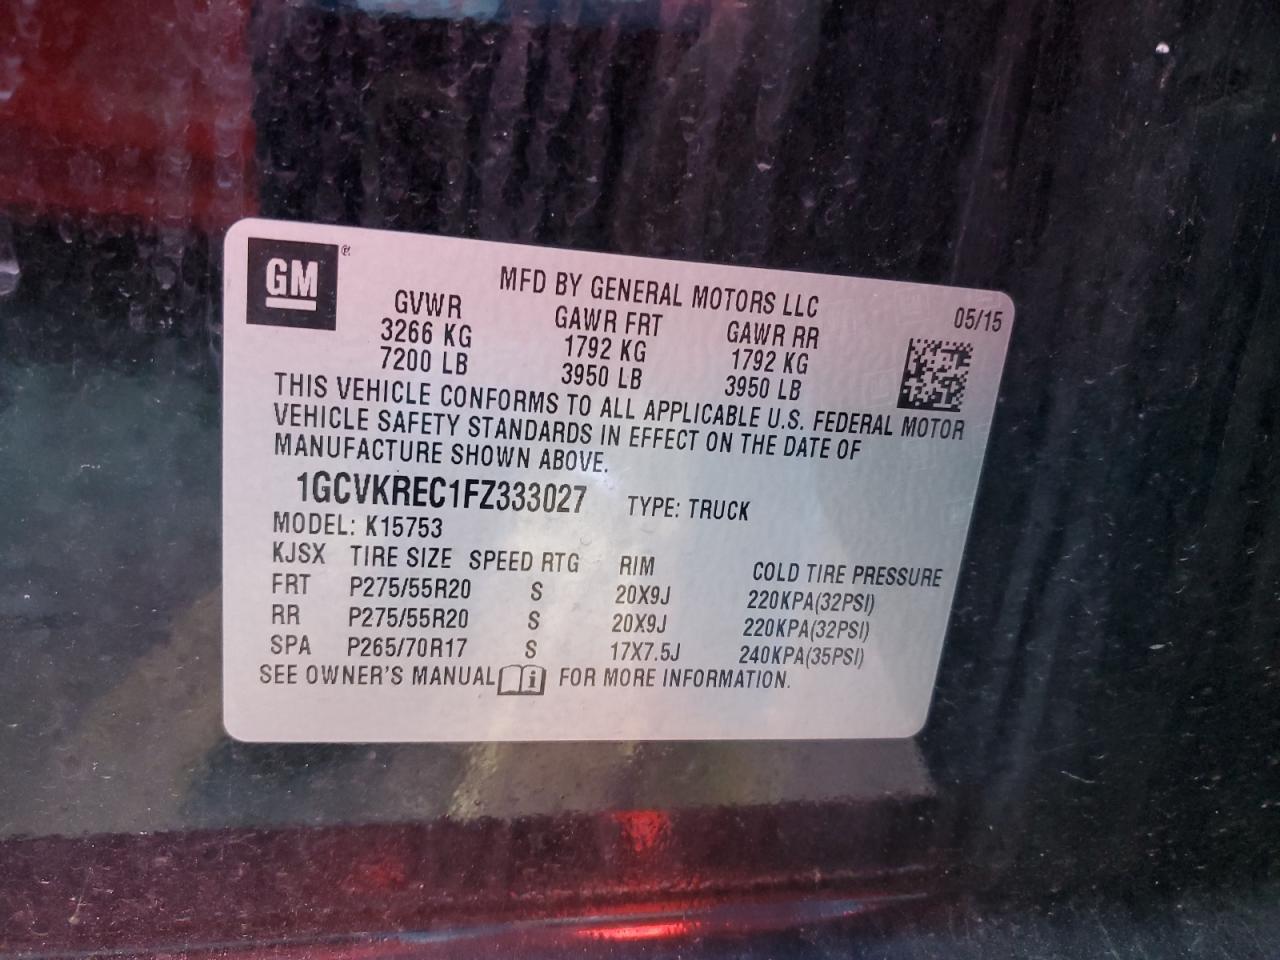 GM®
MFD BY GENERAL MOTORS LLC
05/15
GVWR GAWR FRT GAWR RR
3266 KG 1792 KG 1792 KG
7200 LB 3950 LB 3950 LB
THIS VEHICLE CONFORMS TO ALL APPLICABLE U.S. FEDERAL MOTOR
VEHICLE SAFETY STANDARDS IN EFFECT ON THE DATE OF
MANUFACTURE SHOWN ABOVE.
1GCVKREC1FZ333027 TYPE: TRUCK
MODEL: K15753
KJSX TIRE SIZE SPEED RTG RIM COLD TIRE PRESSURE
FRT P275/55R20 S 20X9J 220KPA(32PSI)
RR P275/55R20 S 20X9J 220KPA(32PSI)
SPA P265/70R17 S 17X7.5J 240KPA(35PSI)
SEE OWNER'S MANUAL i FOR MORE INFORMATION.